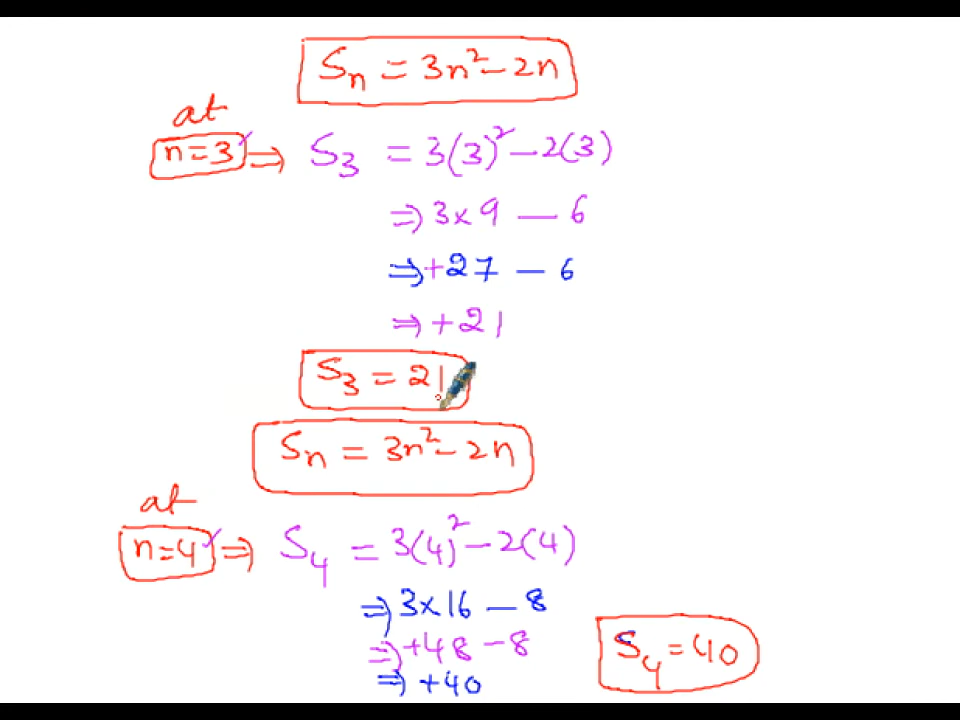 Sn = 3n² - 2n
at
n=3 ⇒ S₃ = 3(3)² - 2(3)
⇒ 3×9 - 6
⇒ +27 - 6
⇒ +21
S₃ = 21
Sn = 3n² - 2n
at
n=4 ⇒ S₄ = 3(4)² - 2(4)
⇒ 3×16 - 8
⇒ +48 - 8
⇒ +40
S₄ = 40